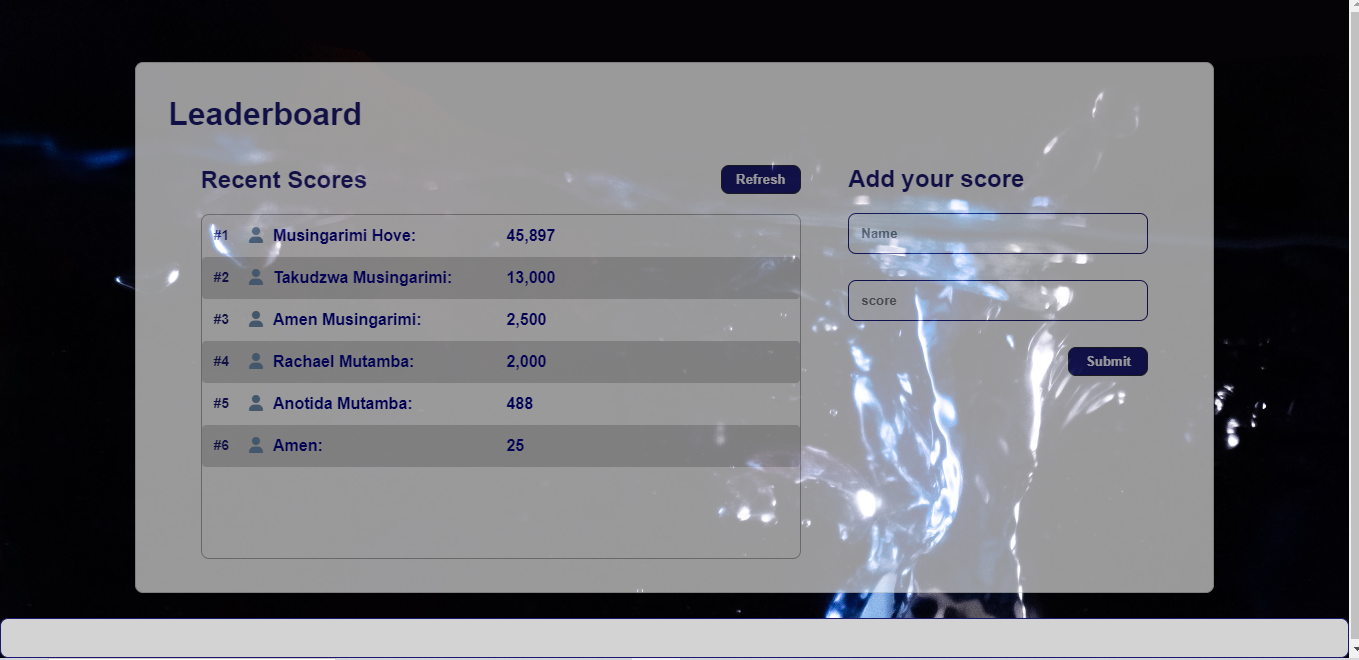 Leaderboard
Recent Scores
Refresh
#1 Musingarimi Hove: 45,897
#2 Takudzwa Musingarimi: 13,000
#3 Amen Musingarimi: 2,500
#4 Rachael Mutamba: 2,000
#5 Anotida Mutamba: 488
#6 Amen: 25
Add your score
Name
score
Submit